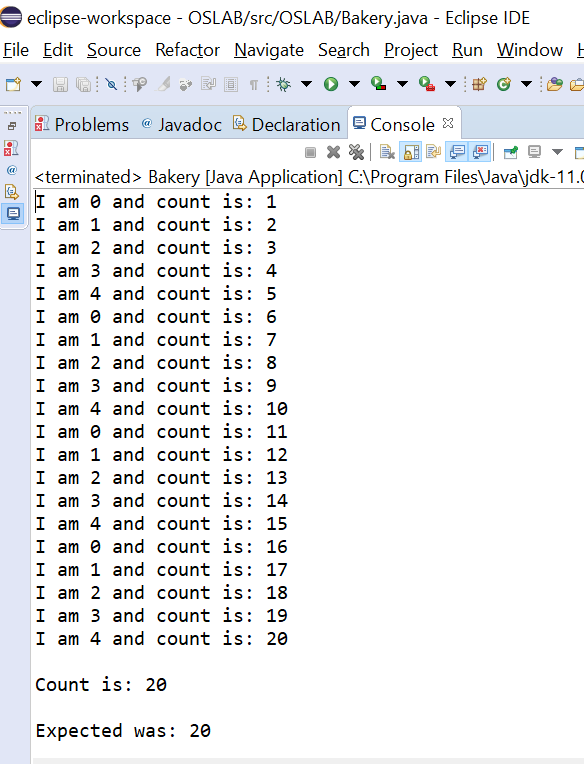 eclipse-workspace - OSLAB/src/OSLAB/Bakery.java - Eclipse IDE
File Edit Source Refactor Navigate Search Project Run Window
Problems @ Javadoc Declaration Console
<terminated> Bakery [Java Application] C:\Program Files\Java\jdk-11.0
I am 0 and count is: 1
I am 1 and count is: 2
I am 2 and count is: 3
I am 3 and count is: 4
I am 4 and count is: 5
I am 0 and count is: 6
I am 1 and count is: 7
I am 2 and count is: 8
I am 3 and count is: 9
I am 4 and count is: 10
I am 0 and count is: 11
I am 1 and count is: 12
I am 2 and count is: 13
I am 3 and count is: 14
I am 4 and count is: 15
I am 0 and count is: 16
I am 1 and count is: 17
I am 2 and count is: 18
I am 3 and count is: 19
I am 4 and count is: 20
Count is: 20
Expected was: 20